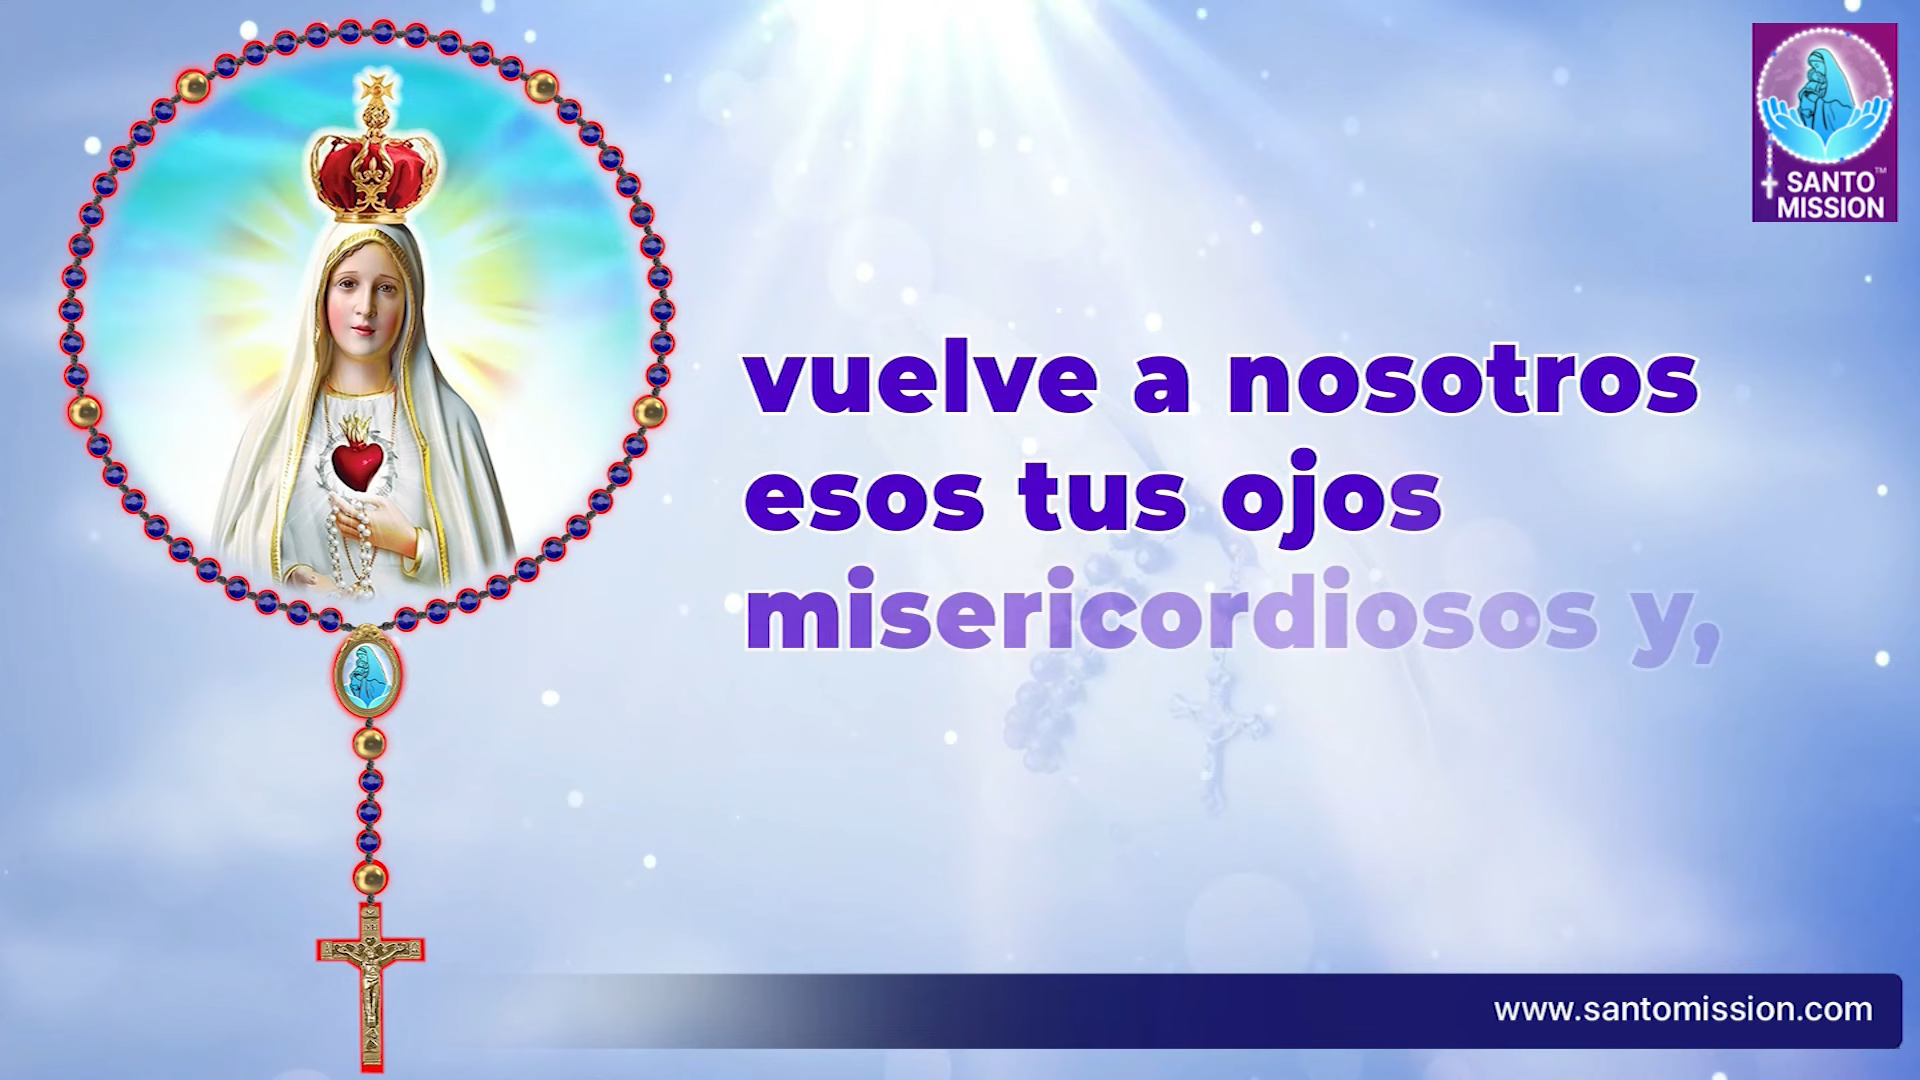 SANTO™
MISSION
vuelve a nosotros
esos tus ojos
misericordiosos y,
www.santomission.com